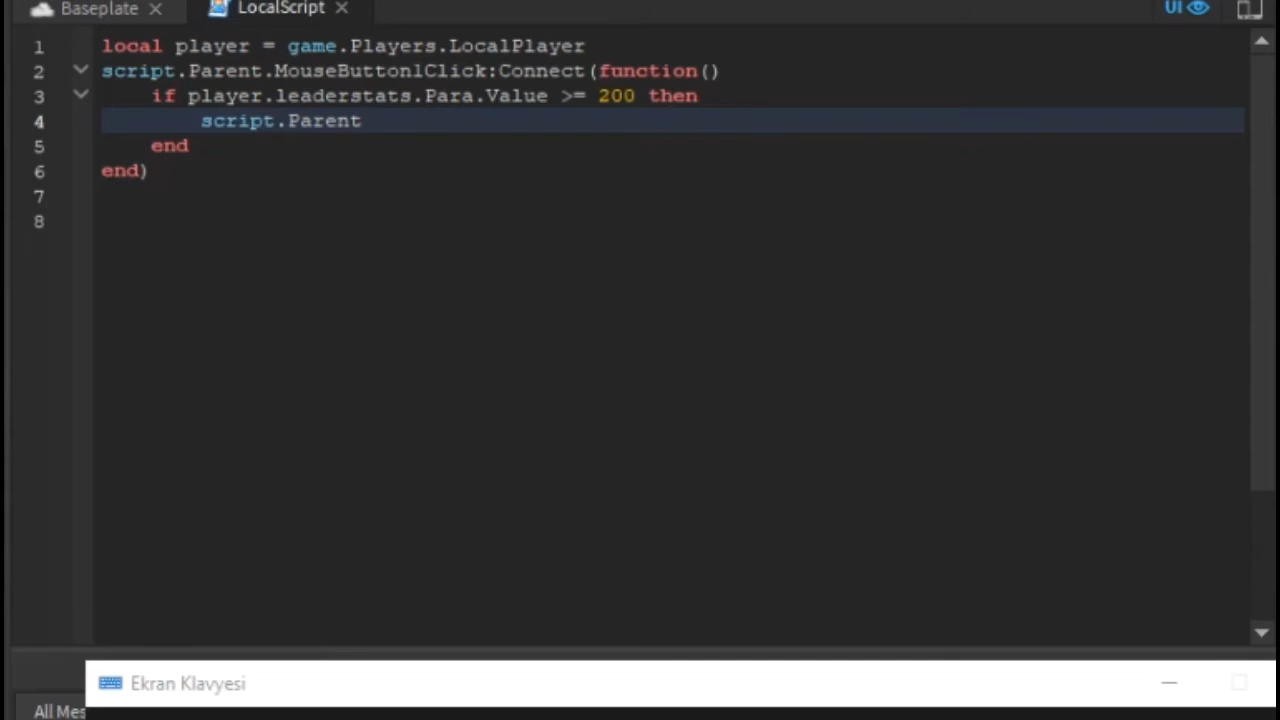 Baseplate
LocalScript
UI
1 local player = game.Players.LocalPlayer
2 script.Parent.MouseButton1Click:Connect(function()
3 if player.leaderstats.Para.Value >= 200 then
4 script.Parent
5 end
6 end)
7
8
Ekran Klavyesi
All Mes